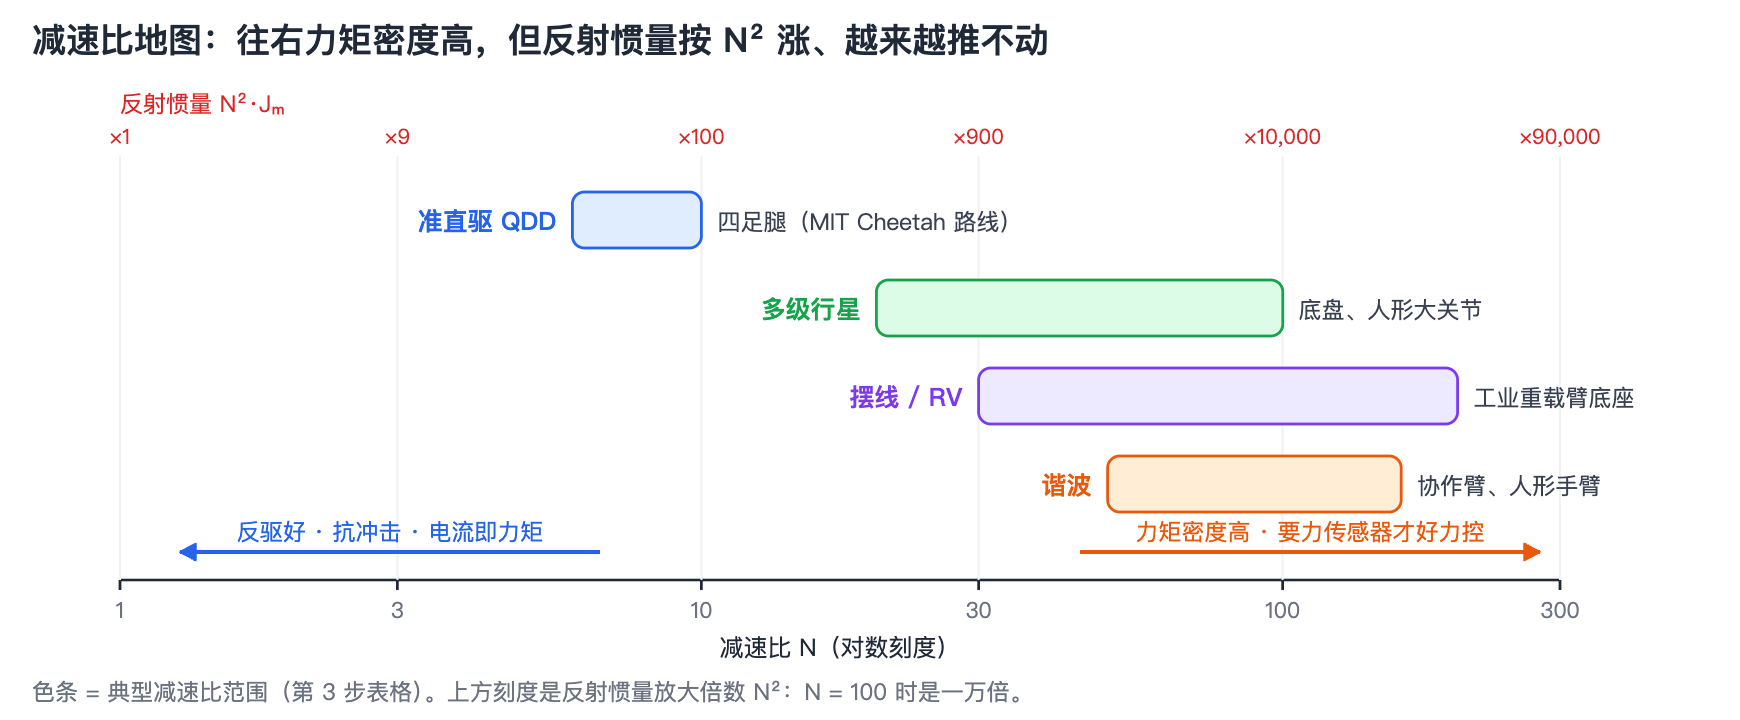 减速比地图：往右力矩密度高，但反射惯量按 N² 涨、越来越推不动
反射惯量 N²·Jₘ
×1 ×9 ×100 ×900 ×10,000 ×90,000
准直驱 QDD 四足腿（MIT Cheetah 路线）
多级行星 底盘、人形大关节
摆线 / RV 工业重载臂底座
谐波 协作臂、人形手臂
反驱好 · 抗冲击 · 电流即力矩 力矩密度高 · 要力传感器才好力控
1 3 10 30 100 300
减速比 N（对数刻度）
色条 = 典型减速比范围（第 3 步表格）。上方刻度是反射惯量放大倍数 N²：N = 100 时是一万倍。